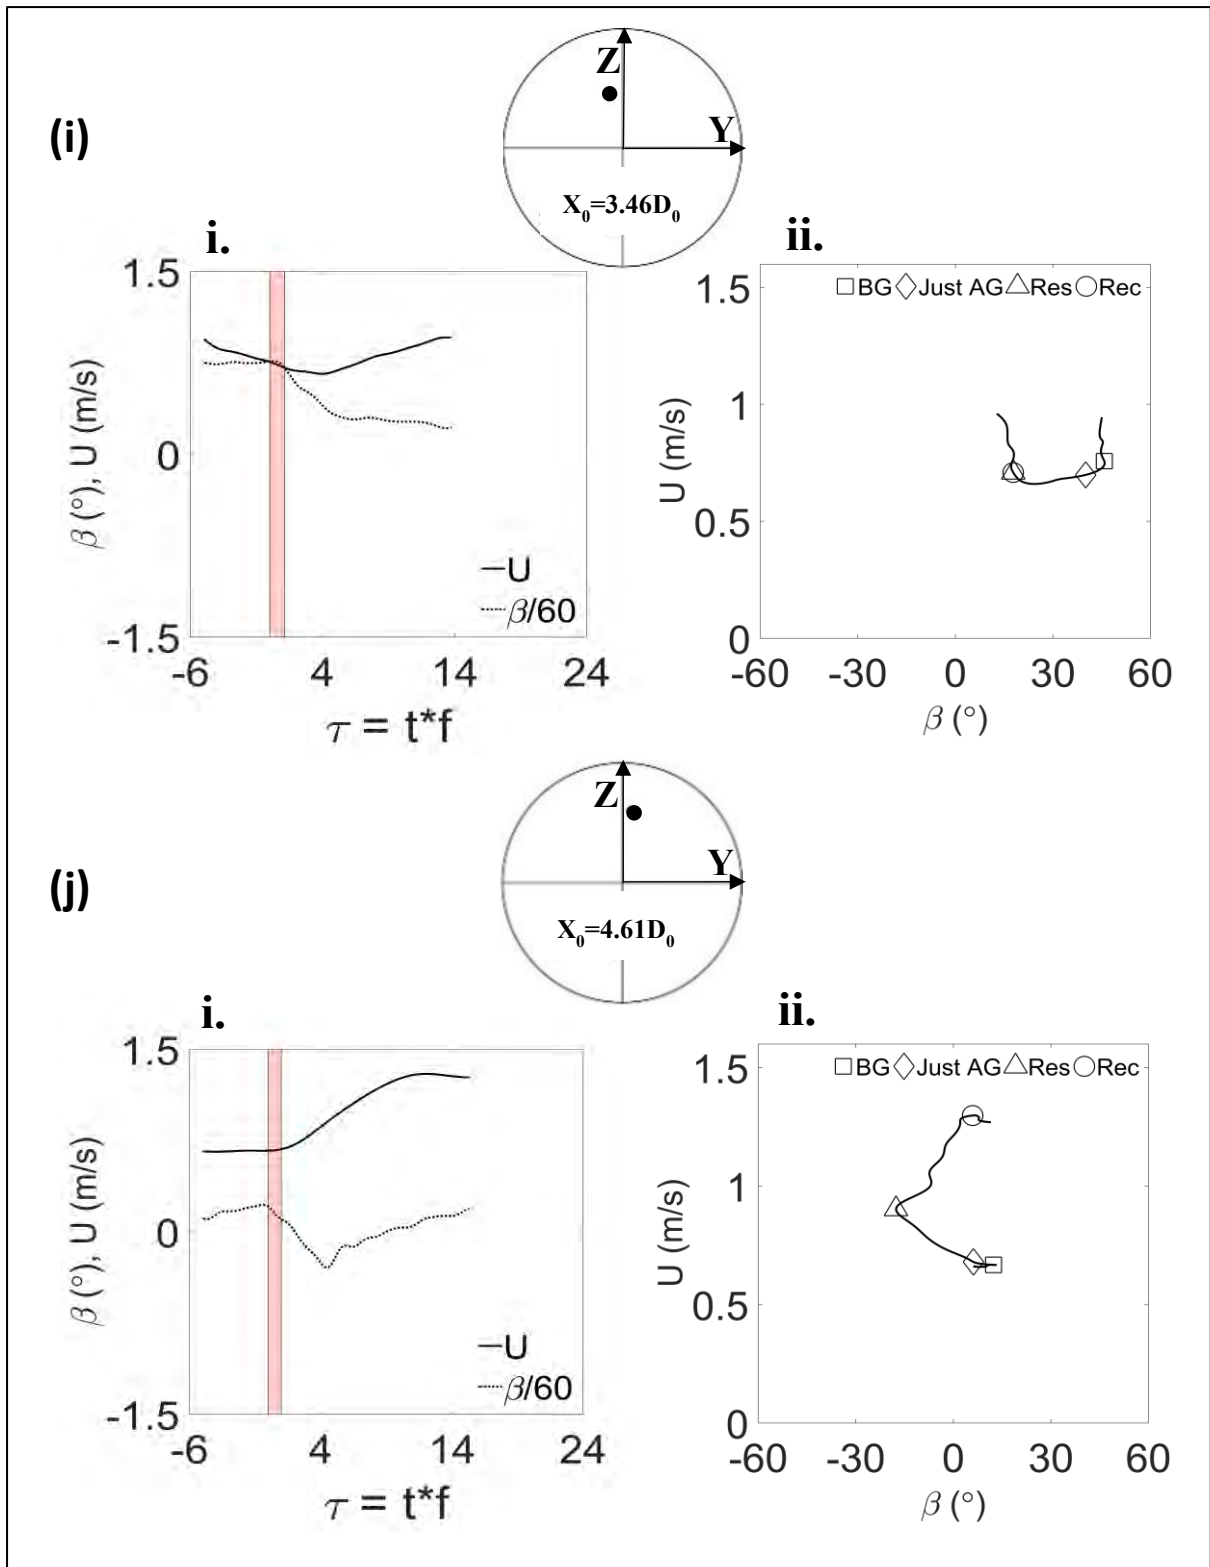 Z
(i)
Y
X₀=3.46D₀
i.
ii.
1.5
0
-1.5
β (°), U (m/s)
U
β/60
-6 4 14 24
τ = t*f
BG Just AG Res Rec
1.5
1
0.5
0
U (m/s)
-60 -30 0 30 60
β (°)
Z
Y
(j)
X₀=4.61D₀
i.
ii.
1.5
0
-1.5
β (°), U (m/s)
U
β/60
-6 4 14 24
τ = t*f
BG Just AG Res Rec
1.5
1
0.5
0
U (m/s)
-60 -30 0 30 60
β (°)